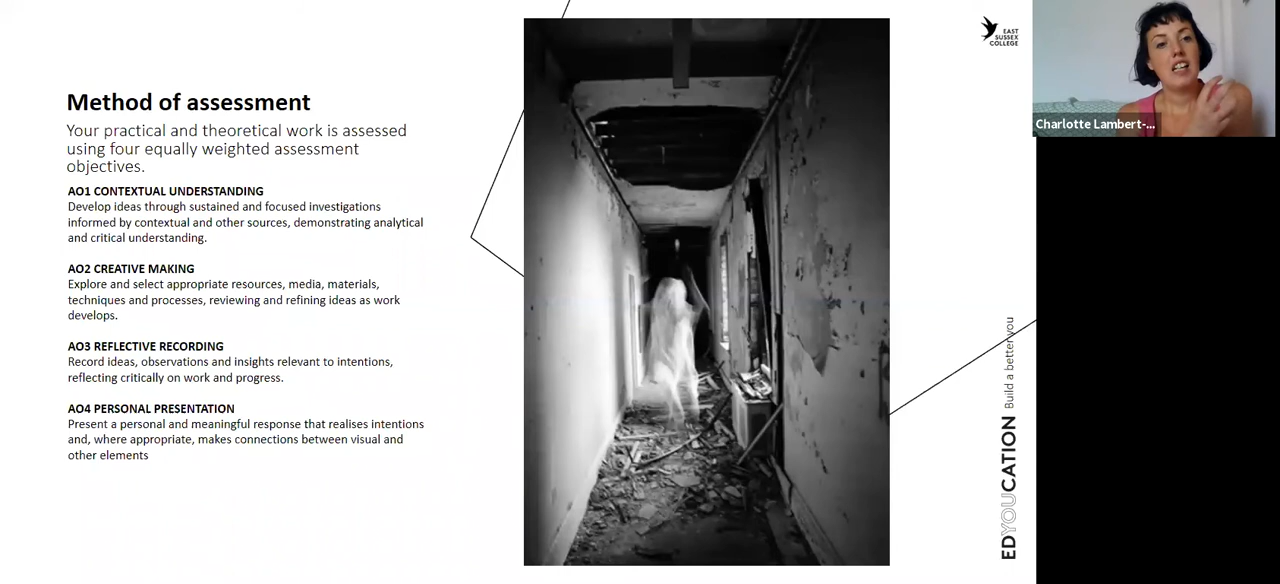 Method of assessment
Your practical and theoretical work is assessed
using four equally weighted assessment
objectives.
AO1 CONTEXTUAL UNDERSTANDING
Develop ideas through sustained and focused investigations
informed by contextual and other sources, demonstrating analytical
and critical understanding.
AO2 CREATIVE MAKING
Explore and select appropriate resources, media, materials,
techniques and processes, reviewing and refining ideas as work
develops.
AO3 REFLECTIVE RECORDING
Record ideas, observations and insights relevant to intentions,
reflecting critically on work and progress.
AO4 PERSONAL PRESENTATION
Present a personal and meaningful response that realises intentions
and, where appropriate, makes connections between visual and
other elements
EAST
SUSSEX
COLLEGE
EDYOUCATION Build a better you
Charlotte Lambert-...